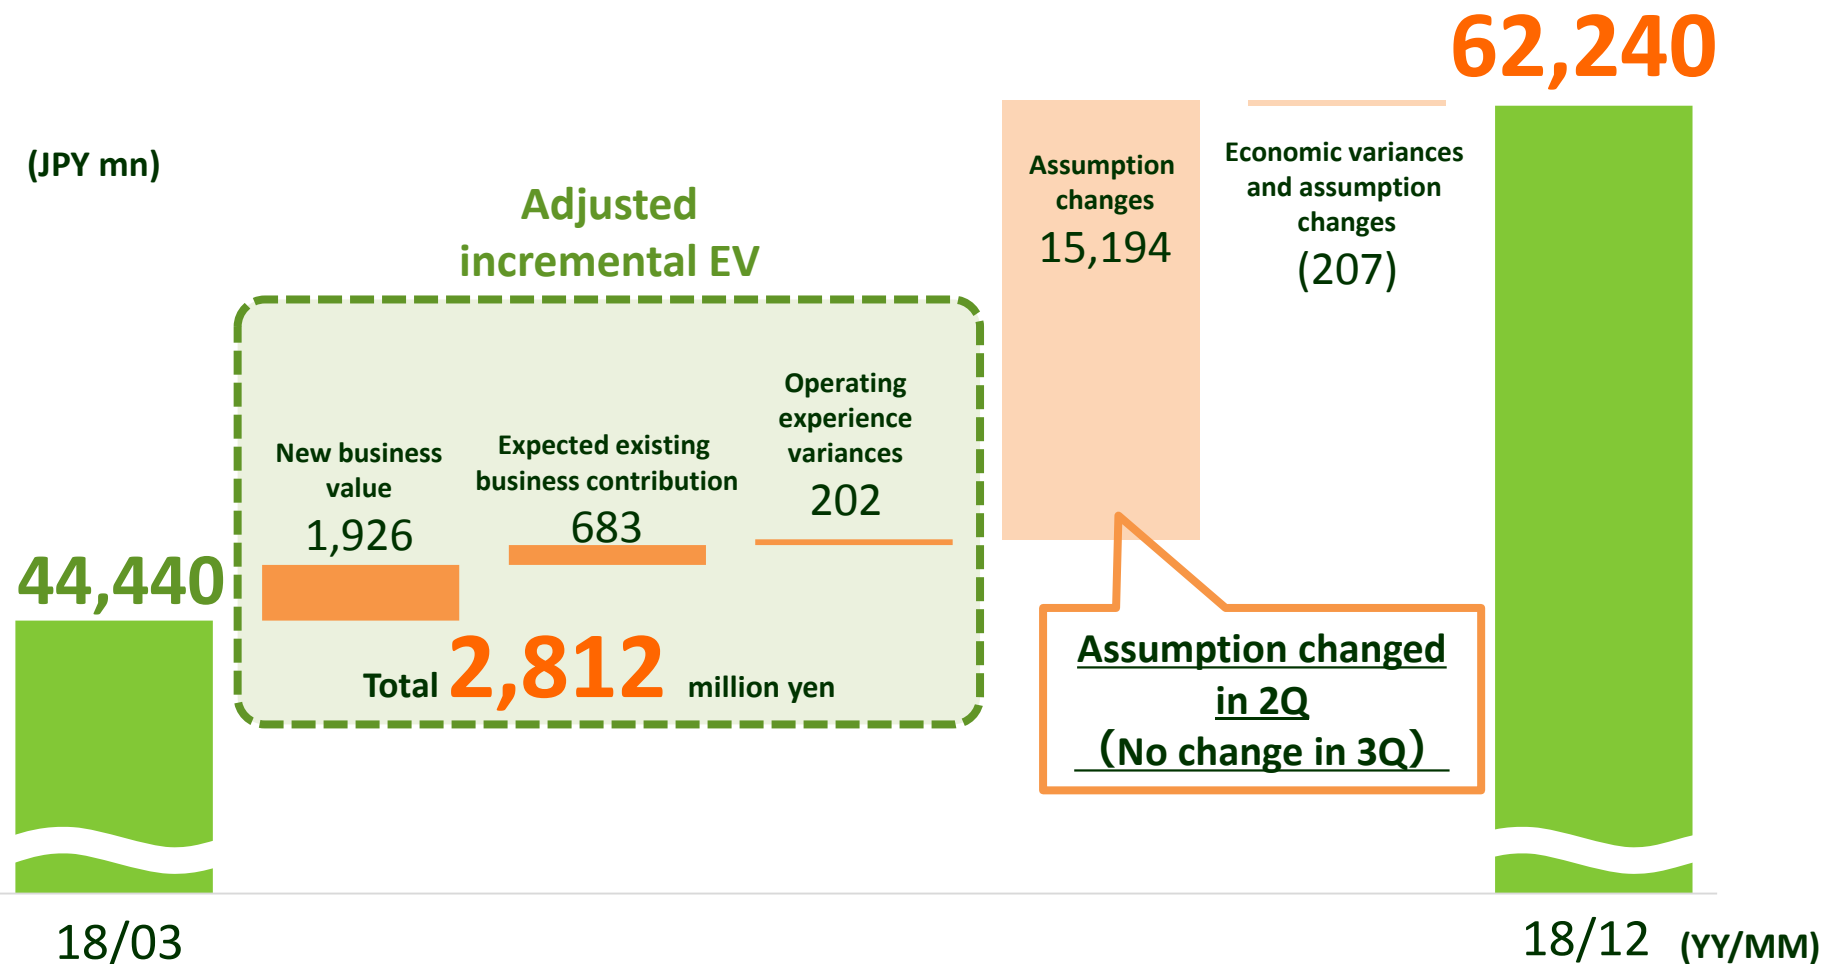 (JPY mn)
44,440
18/03
Adjusted
incremental EV
New business
value
1,926
Expected existing
business contribution
683
Operating
experience
variances
202
Total 2,812 million yen
Assumption
changes
15,194
Economic variances
and assumption
changes
(207)
Assumption changed
in 2Q
（No change in 3Q）
62,240
18/12
(YY/MM)